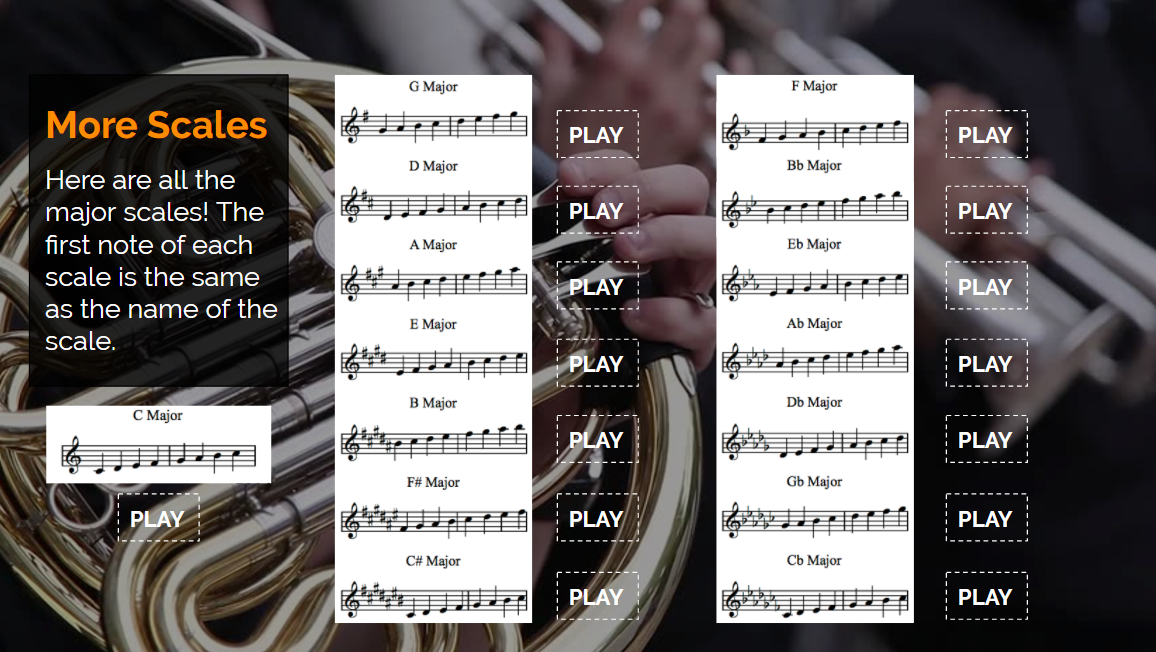 More Scales
Here are all the
major scales! The
first note of each
scale is the same
as the name of the
scale.
C Major
PLAY
G Major
PLAY
D Major
PLAY
A Major
PLAY
E Major
PLAY
B Major
PLAY
F# Major
PLAY
C# Major
PLAY
F Major
PLAY
Bb Major
PLAY
Eb Major
PLAY
Ab Major
PLAY
Db Major
PLAY
Gb Major
PLAY
Cb Major
PLAY